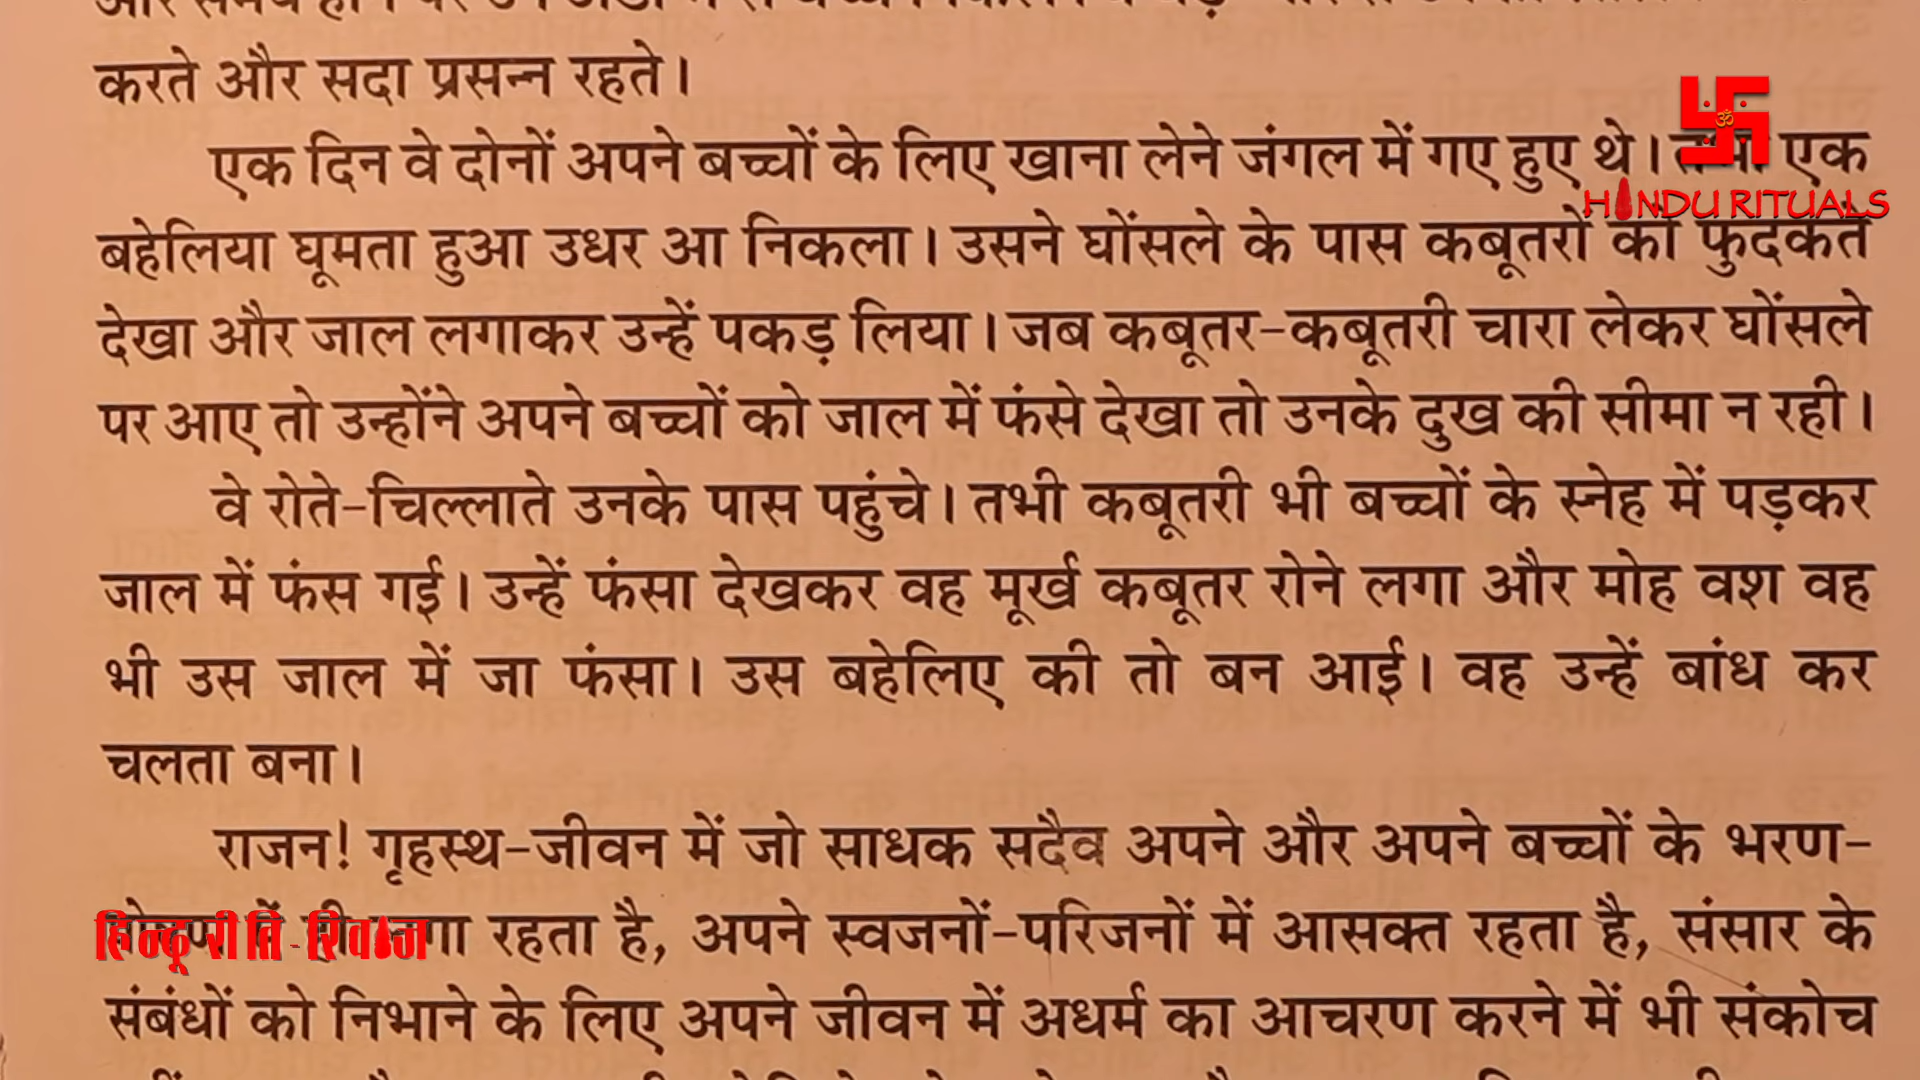 करते और सदा प्रसन्न रहते।
एक दिन वे दोनों अपने बच्चों के लिए खाना लेने जंगल में गए हुए थे। एक
HINDU RITUALS
बहेलिया घूमता हुआ उधर आ निकला। उसने घोंसले के पास कबूतरों को फुदकते
देखा और जाल लगाकर उन्हें पकड़ लिया। जब कबूतर-कबूतरी चारा लेकर घोंसले
पर आए तो उन्होंने अपने बच्चों को जाल में फंसे देखा तो उनके दुख की सीमा न रही।
वे रोते-चिल्लाते उनके पास पहुंचे। तभी कबूतरी भी बच्चों के स्नेह में पड़कर
जाल में फंस गई। उन्हें फंसा देखकर वह मूर्ख कबूतर रोने लगा और मोह वश वह
भी उस जाल में जा फंसा। उस बहेलिए की तो बन आई। वह उन्हें बांध कर
चलता बना।
राजन! गृहस्थ-जीवन में जो साधक सदैव अपने और अपने बच्चों के भरण-
हिन्दू रीति-रिवाज
रहता है, अपने स्वजनों-परिजनों में आसक्त रहता है, संसार के
संबंधों को निभाने के लिए अपने जीवन में अधर्म का आचरण करने में भी संकोच